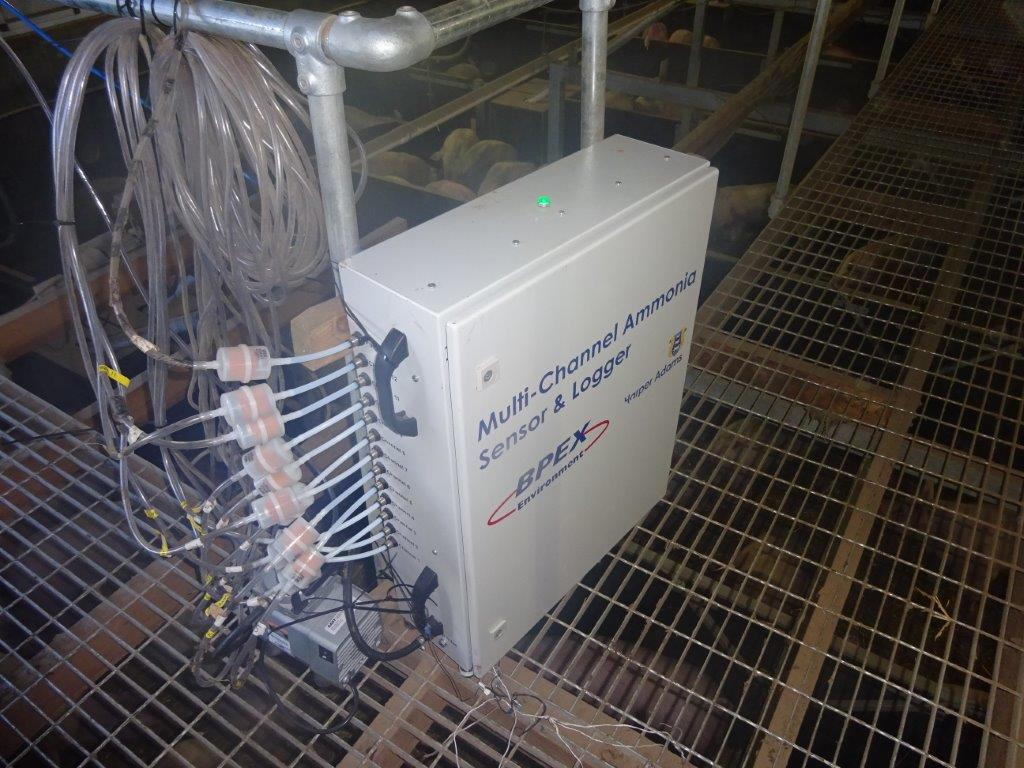 Multi-Channel Ammonia
Sensor & Logger
Harper Adams
BPEX
Environment